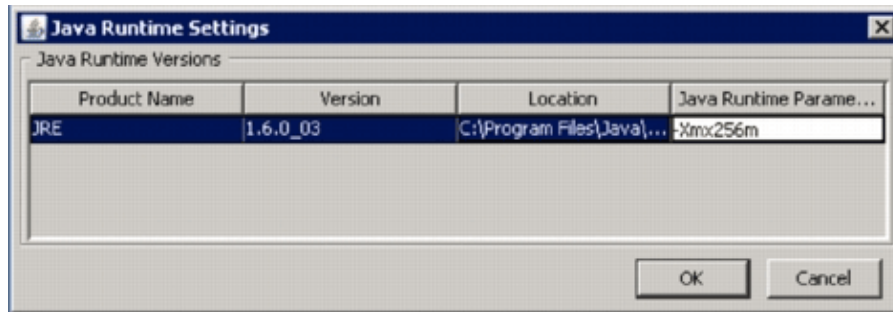 Java Runtime Settings
Java Runtime Versions
Product Name Version Location Java Runtime Parame...
JRE 1.6.0_03 C:\Program Files\Java\... -Xmx256m
OK Cancel